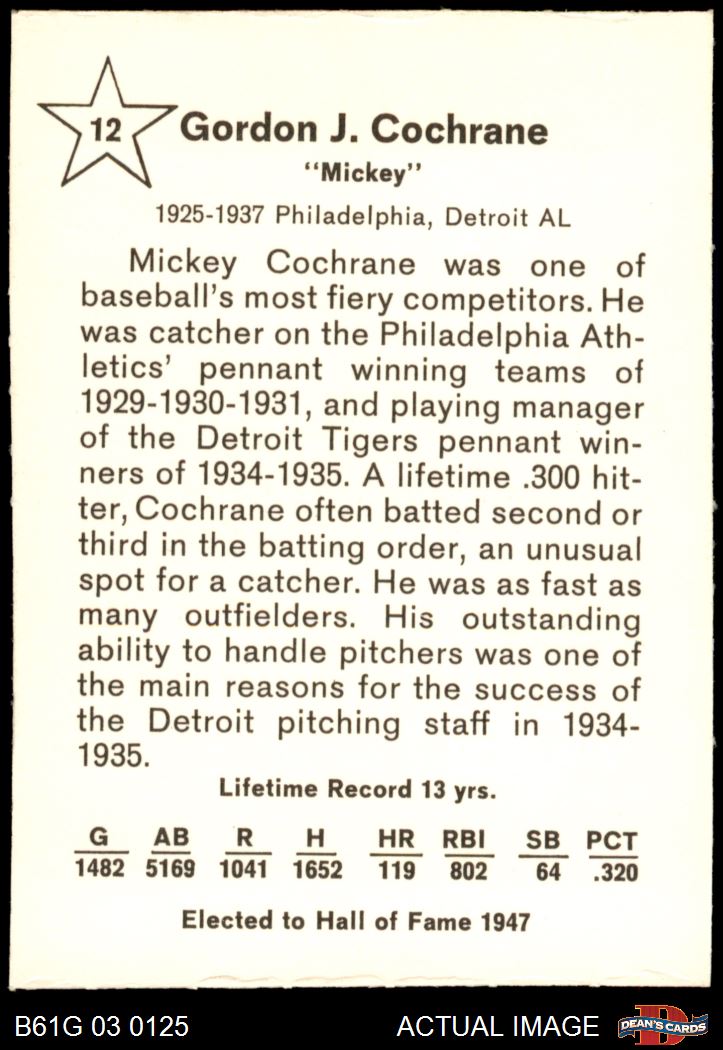 12
Gordon J. Cochrane
"Mickey"
1925-1937 Philadelphia, Detroit AL
Mickey Cochrane was one of
baseball's most fiery competitors. He
was catcher on the Philadelphia Ath-
letics' pennant winning teams of
1929-1930-1931, and playing manager
of the Detroit Tigers pennant win-
ners of 1934-1935. A lifetime .300 hit-
ter, Cochrane often batted second or
third in the batting order, an unusual
spot for a catcher. He was as fast as
many outfielders. His outstanding
ability to handle pitchers was one of
the main reasons for the success of
the Detroit pitching staff in 1934-
1935.
Lifetime Record 13 yrs.
G AB R H HR RBI SB PCT
1482 5169 1041 1652 119 802 64 .320
Elected to Hall of Fame 1947
B61G 03 0125 ACTUAL IMAGE DEAN'S CARDS